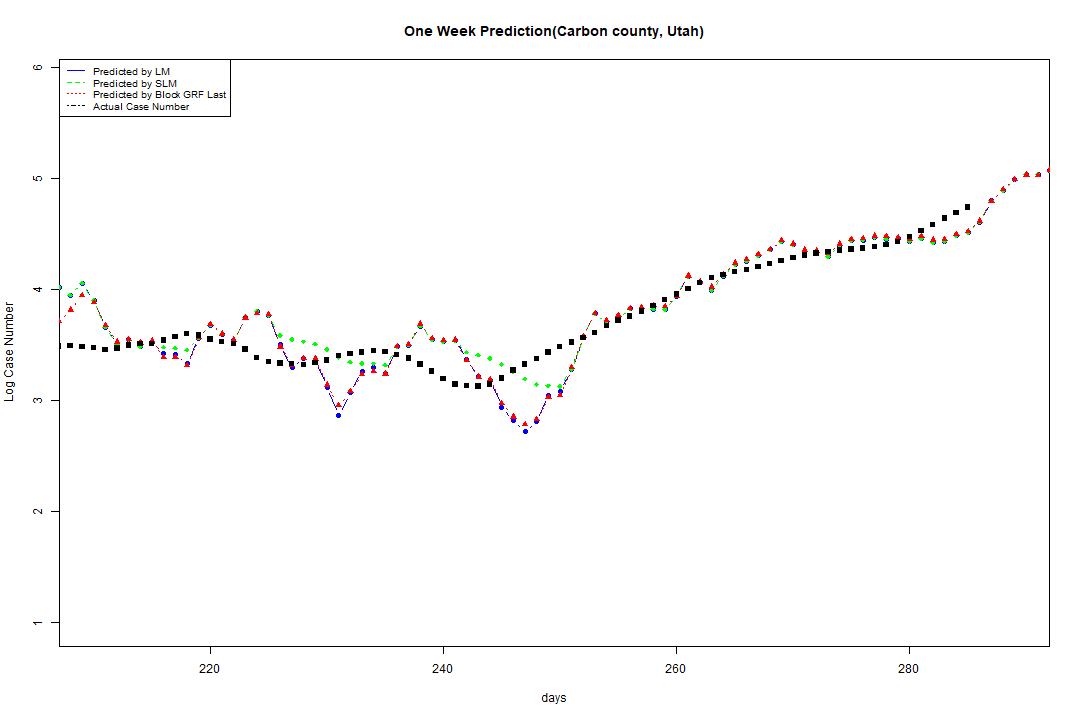 One Week Prediction(Carbon county, Utah)
Predicted by LM
Predicted by SLM
Predicted by Block GRF Last
Actual Case Number
6
5
4
3
2
1
Log Case Number
220
240
260
280
days